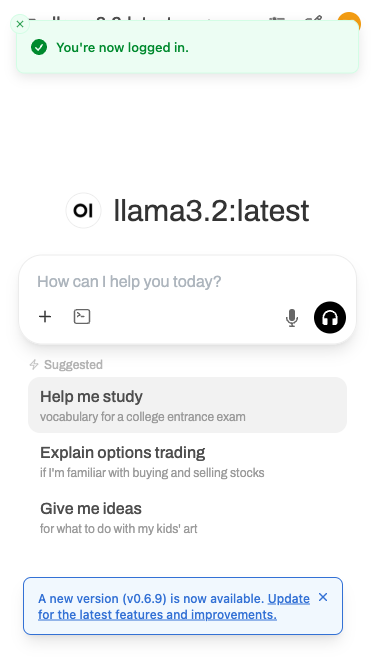 You're now logged in.
OI
llama3.2:latest
How can I help you today?
Suggested
Help me study
vocabulary for a college entrance exam
Explain options trading
if I'm familiar with buying and selling stocks
Give me ideas
for what to do with my kids' art
A new version (v0.6.9) is now available. Update
for the latest features and improvements.